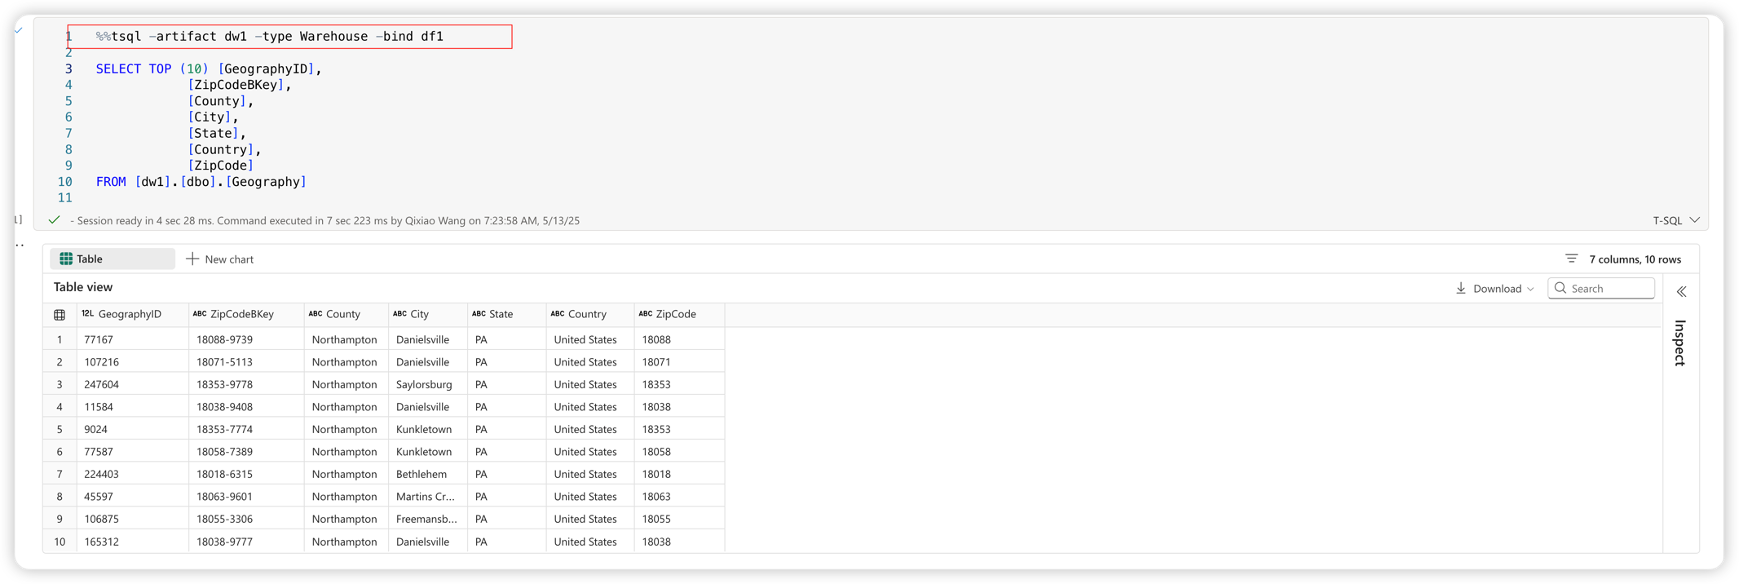 1 %%tsql –artifact dw1 –type Warehouse –bind df1
2
3 SELECT TOP (10) [GeographyID],
4 [ZipCodeBKey],
5 [County],
6 [City],
7 [State],
8 [Country],
9 [ZipCode]
10 FROM [dw1].[dbo].[Geography]
11
- Session ready in 4 sec 28 ms. Command executed in 7 sec 223 ms by Qixiao Wang on 7:23:58 AM, 5/13/25 T-SQL
Table New chart 7 columns, 10 rows
Table view Download Search
12L GeographyID ABC ZipCodeBKey ABC County ABC City ABC State ABC Country ABC ZipCode
1 77167 18088-9739 Northampton Danielsville PA United States 18088
2 107216 18071-5113 Northampton Danielsville PA United States 18071
3 247604 18353-9778 Northampton Saylorsburg PA United States 18353
4 11584 18038-9408 Northampton Danielsville PA United States 18038
5 9024 18353-7774 Northampton Kunkletown PA United States 18353
6 77587 18058-7389 Northampton Kunkletown PA United States 18058
7 224403 18018-6315 Northampton Bethlehem PA United States 18018
8 45597 18063-9601 Northampton Martins Cr... PA United States 18063
9 106875 18055-3306 Northampton Freemansb... PA United States 18055
10 165312 18038-9777 Northampton Danielsville PA United States 18038
Inspect